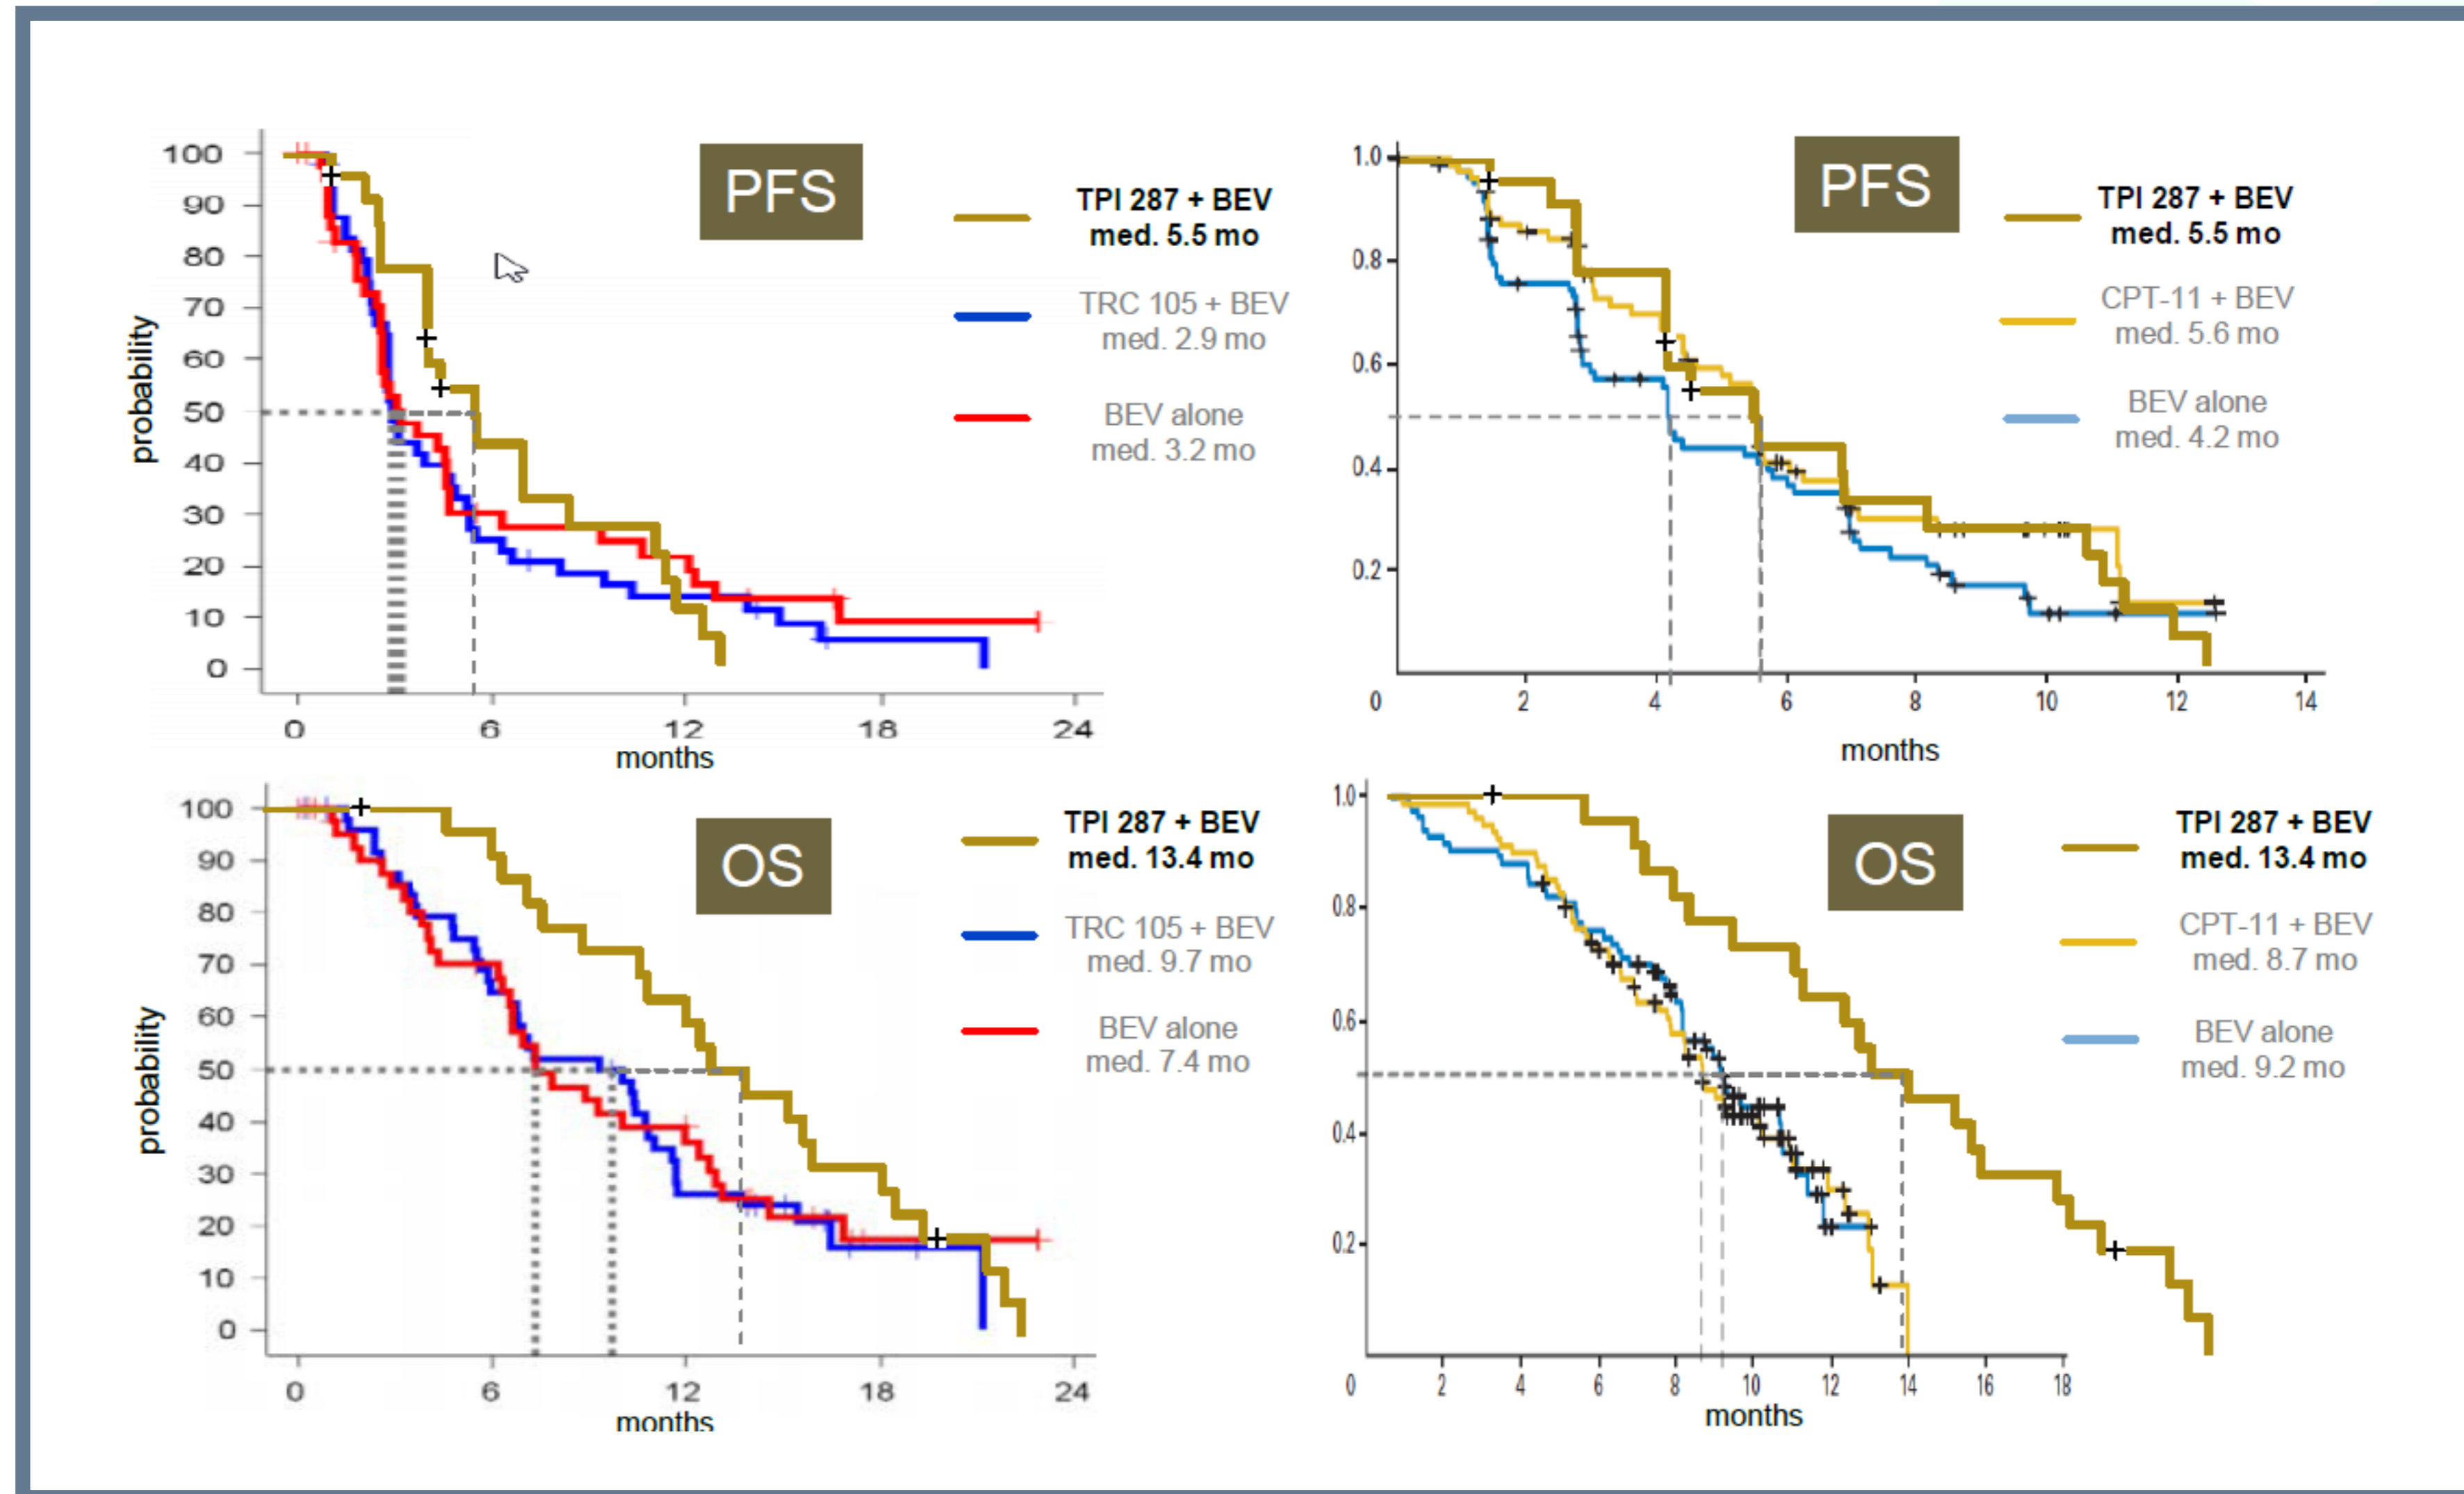 PFS
TPI 287 + BEV
med. 5.5 mo
TRC 105 + BEV
med. 2.9 mo
BEV alone
med. 3.2 mo
probability
100
90
80
70
60
50
40
30
20
10
0
0 6 12 18 24
months
PFS
TPI 287 + BEV
med. 5.5 mo
CPT-11 + BEV
med. 5.6 mo
BEV alone
med. 4.2 mo
1.0
0.8
0.6
0.4
0.2
0 2 4 6 8 10 12 14
months
OS
TPI 287 + BEV
med. 13.4 mo
TRC 105 + BEV
med. 9.7 mo
BEV alone
med. 7.4 mo
probability
100
90
80
70
60
50
40
30
20
10
0
0 6 12 18 24
months
OS
TPI 287 + BEV
med. 13.4 mo
CPT-11 + BEV
med. 8.7 mo
BEV alone
med. 9.2 mo
1.0
0.8
0.6
0.4
0.2
0 2 4 6 8 10 12 14 16 18
months